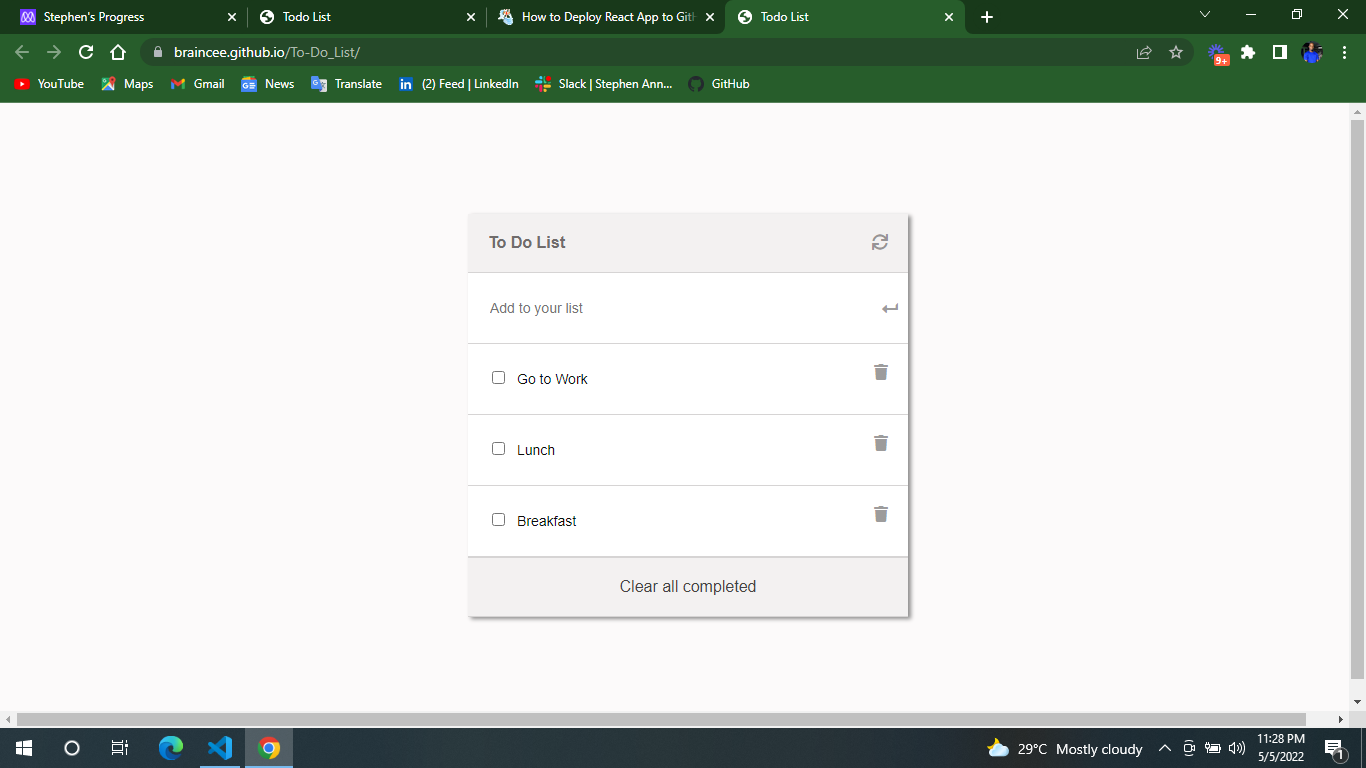 Stephen's Progress
Todo List
How to Deploy React App to GitH
Todo List
braincee.github.io/To-Do_List/
9+
YouTube
Maps
Gmail
News
Translate
(2) Feed | LinkedIn
Slack | Stephen Ann...
GitHub
To Do List
Add to your list
Go to Work
Lunch
Breakfast
Clear all completed
29°C Mostly cloudy
11:28 PM
5/5/2022
1